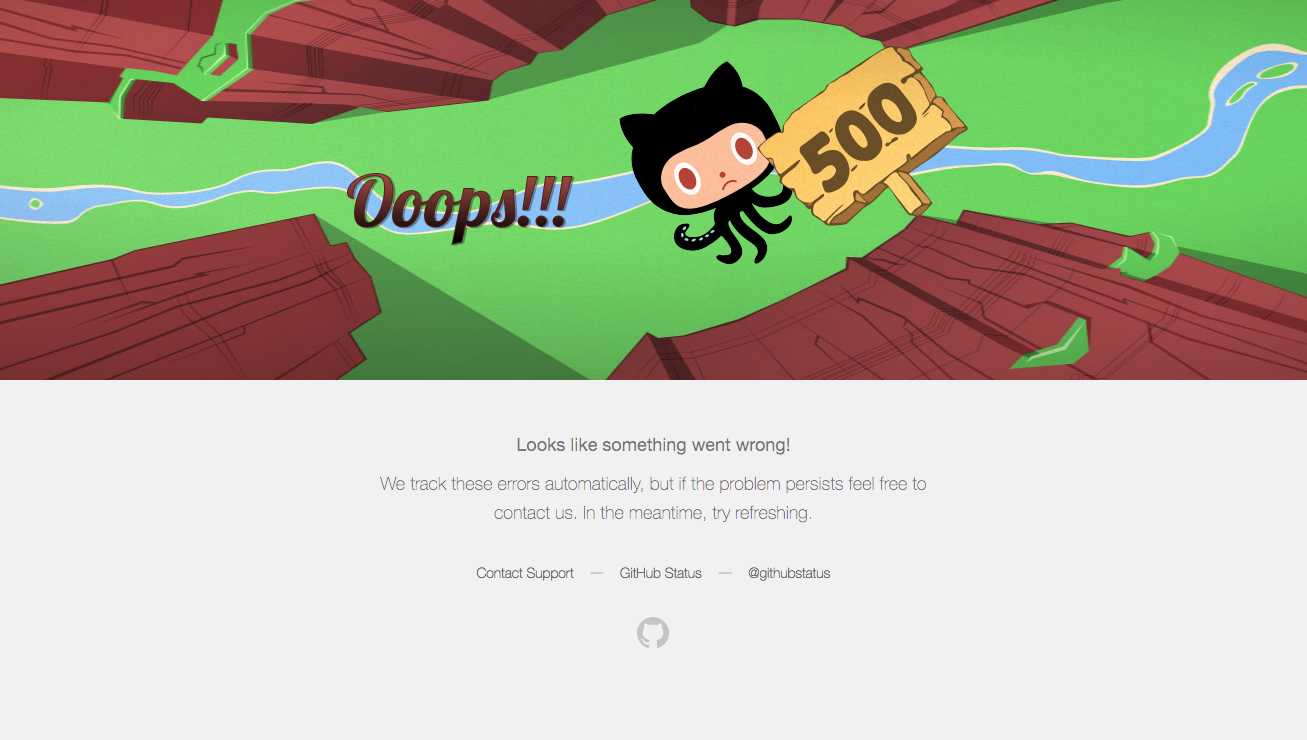 Ooops!!!
500
Looks like something went wrong!
We track these errors automatically, but if the problem persists feel free to
contact us. In the meantime, try refreshing.
Contact Support — GitHub Status — @githubstatus